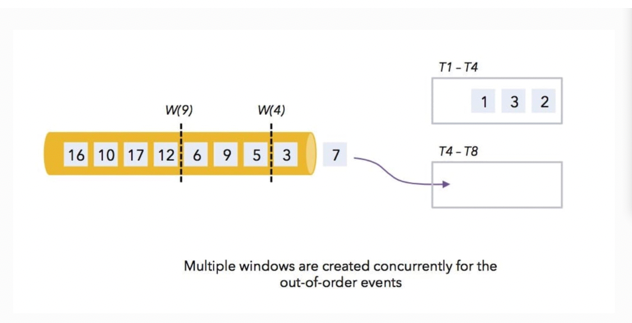 T1 - T4
1 3 2
W(9) W(4)
16 10 17 12 6 9 5 3 7
T4 - T8
Multiple windows are created concurrently for the
out-of-order events